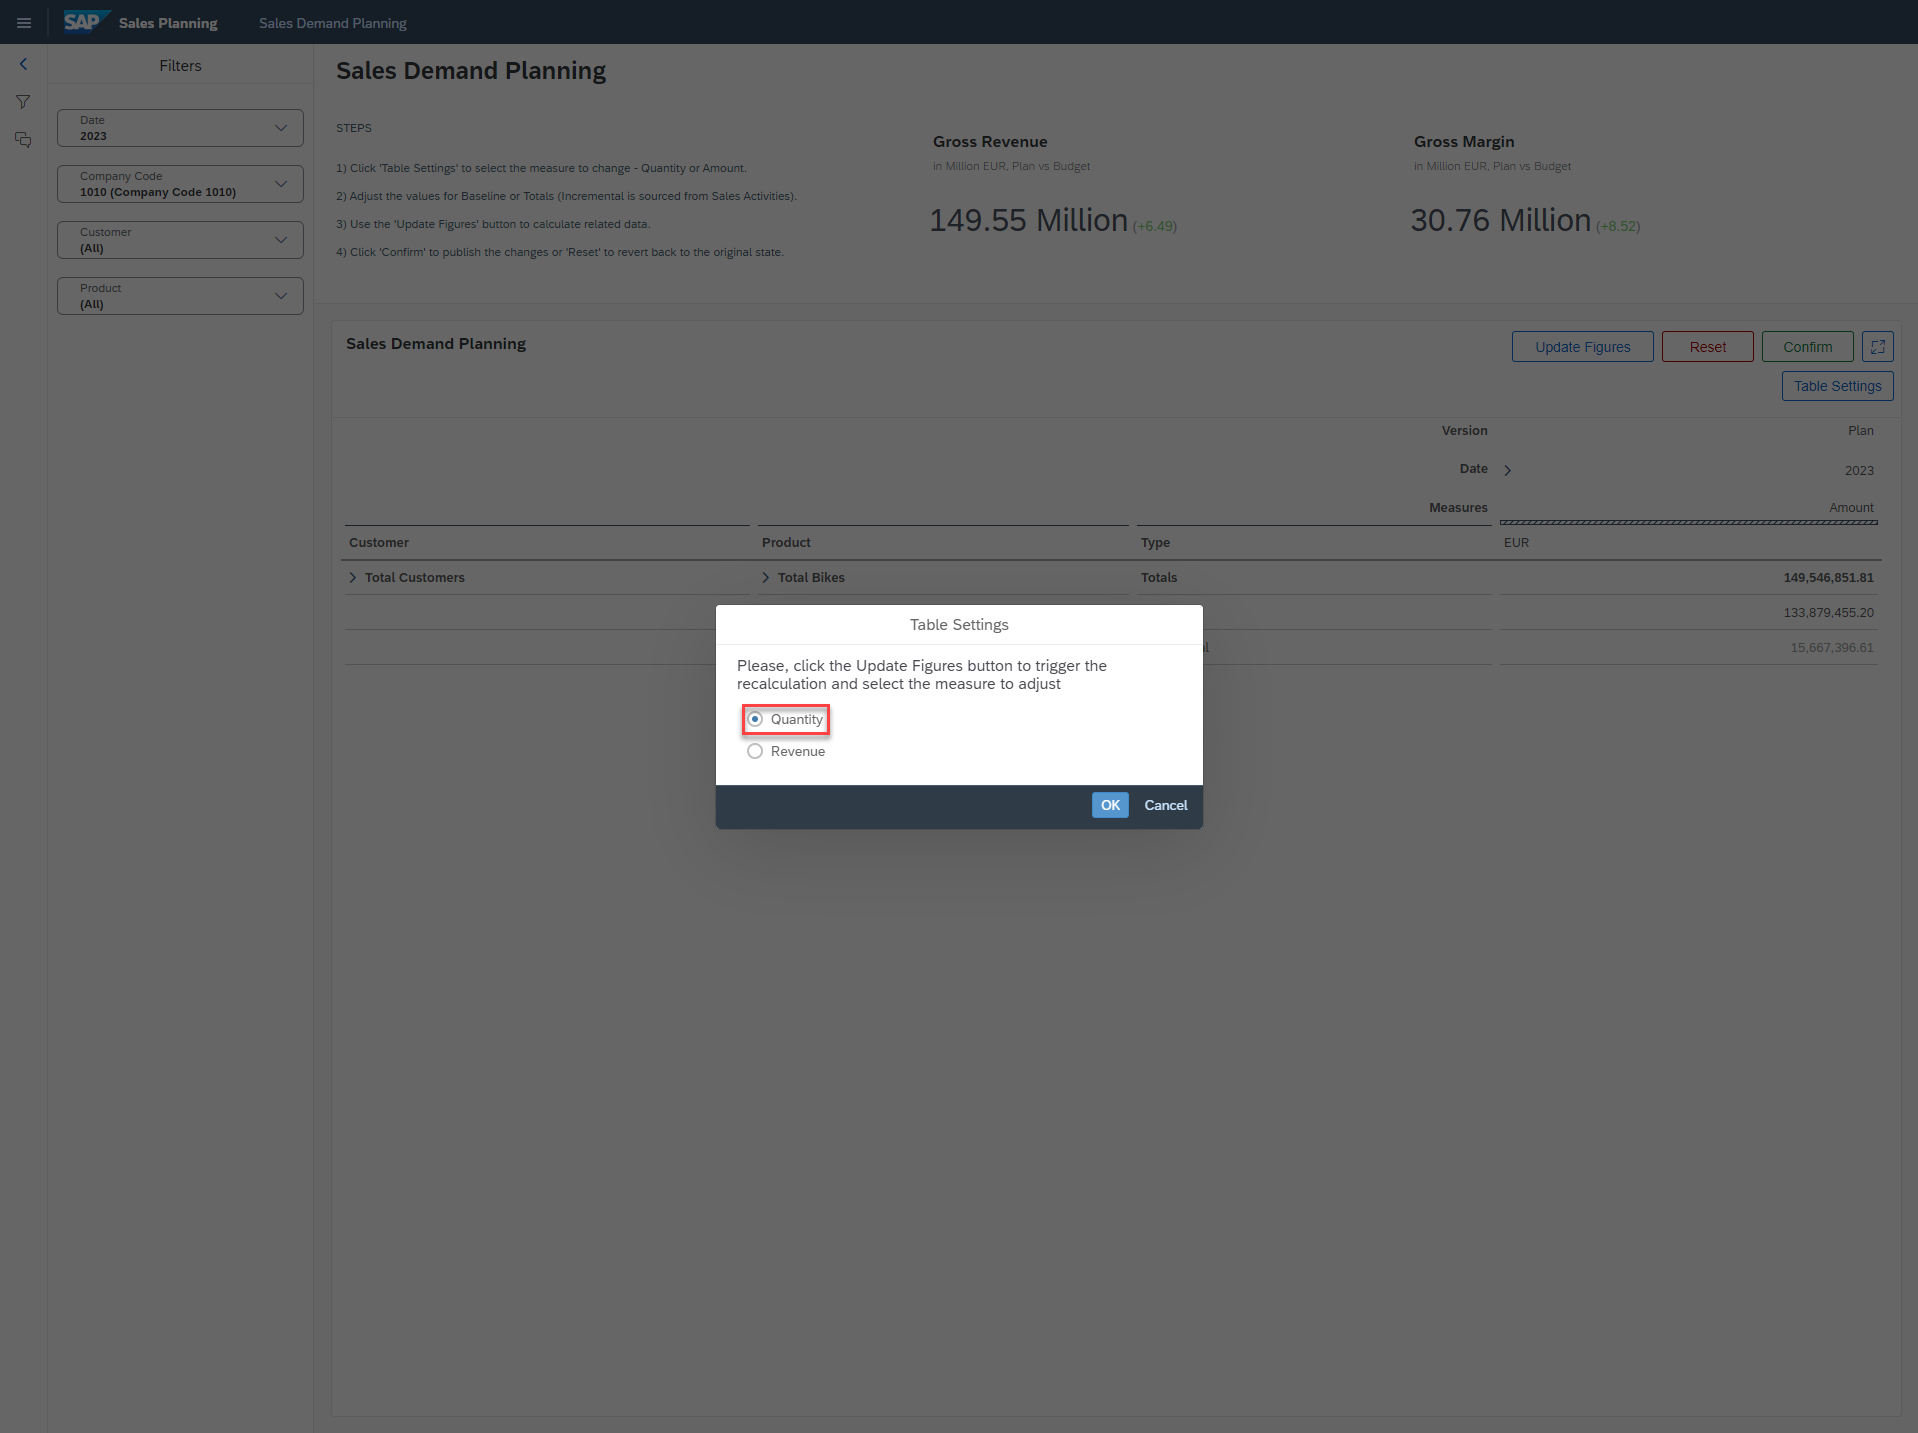 SAP Sales Planning Sales Demand Planning
Filters
Date
2023
Company Code
1010 (Company Code 1010)
Customer
(All)
Product
(All)
Sales Demand Planning
STEPS
1) Click 'Table Settings' to select the measure to change - Quantity or Amount.
2) Adjust the values for Baseline or Totals (Incremental is sourced from Sales Activities).
3) Use the 'Update Figures' button to calculate related data.
4) Click 'Confirm' to publish the changes or 'Reset' to revert back to the original state.
Gross Revenue
in Million EUR, Plan vs Budget
149.55 Million (+6.49)
Gross Margin
in Million EUR, Plan vs Budget
30.76 Million (+8.52)
Sales Demand Planning
Update Figures Reset Confirm
Table Settings
Version Plan
Date 2023
Measures Amount
Customer Product Type EUR
Total Customers Total Bikes Totals 149,546,851.81
133,879,455.20
15,667,396.61
Table Settings
Please, click the Update Figures button to trigger the
recalculation and select the measure to adjust
Quantity
Revenue
OK Cancel